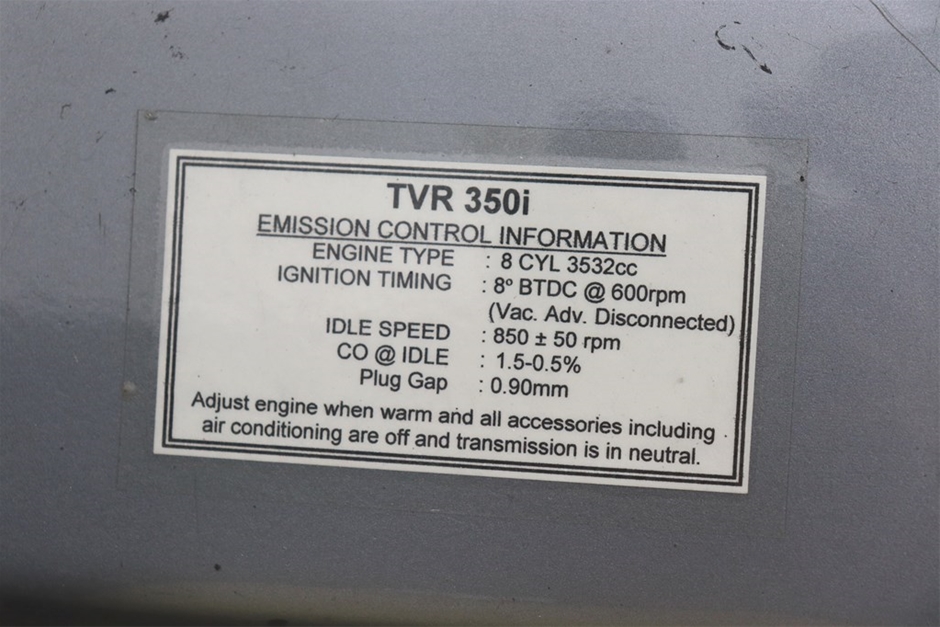 TVR 350i
EMISSION CONTROL INFORMATION
ENGINE TYPE : 8 CYL 3532cc
IGNITION TIMING : 8º BTDC @ 600rpm
(Vac. Adv. Disconnected)
IDLE SPEED : 850 ± 50 rpm
CO @ IDLE : 1.5-0.5%
Plug Gap : 0.90mm
Adjust engine when warm and all accessories including
air conditioning are off and transmission is in neutral.